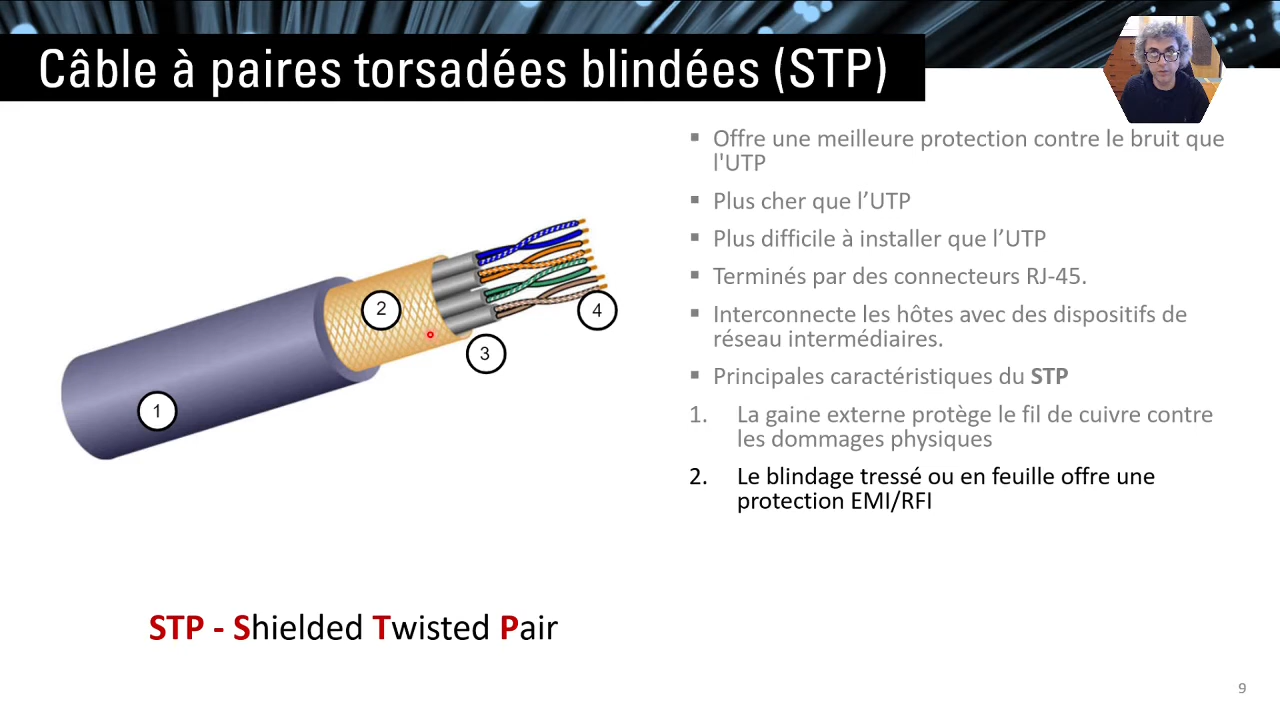 Câble à paires torsadées blindées (STP)
▪ Offre une meilleure protection contre le bruit que
l'UTP
▪ Plus cher que l’UTP
▪ Plus difficile à installer que l’UTP
▪ Terminés par des connecteurs RJ-45.
▪ Interconnecte les hôtes avec des dispositifs de
réseau intermédiaires.
▪ Principales caractéristiques du STP
1. La gaine externe protège le fil de cuivre contre
les dommages physiques
2. Le blindage tressé ou en feuille offre une
protection EMI/RFI
1
2
3
4
STP - Shielded Twisted Pair
9